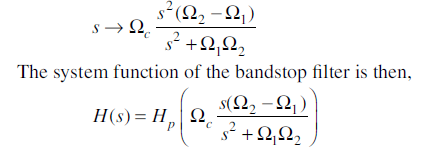 s → Ω_c s²(Ω₂ − Ω₁) / (s² + Ω₁Ω₂)
The system function of the bandstop filter is then,
H(s) = H_p ( Ω_c s(Ω₂ − Ω₁) / (s² + Ω₁Ω₂) )